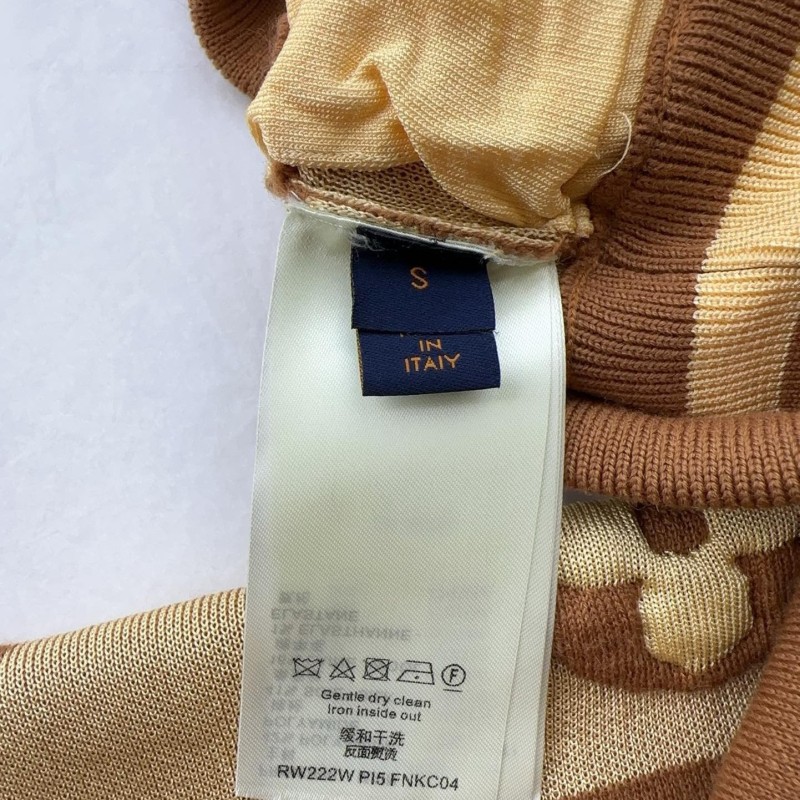 S
IN
ITAIY
Gentle dry clean
Iron inside out
缓和干洗
反面熨烫
RW222W PI5 FNKC04